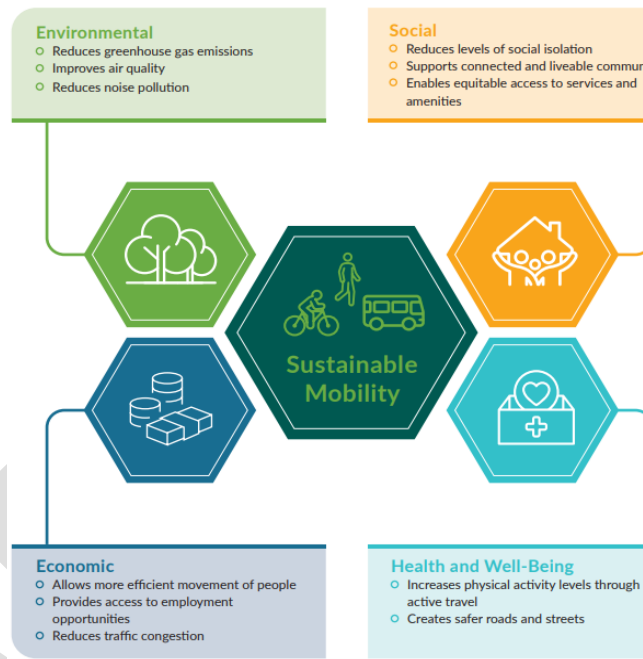 Environmental
Reduces greenhouse gas emissions
Improves air quality
Reduces noise pollution
Social
Reduces levels of social isolation
Supports connected and liveable
Enables equitable access to services and
amenities
Sustainable
Mobility
Economic
Allows more efficient movement of people
Provides access to employment
opportunities
Reduces traffic congestion
Health and Well-Being
Increases physical activity levels through
active travel
Creates safer roads and streets